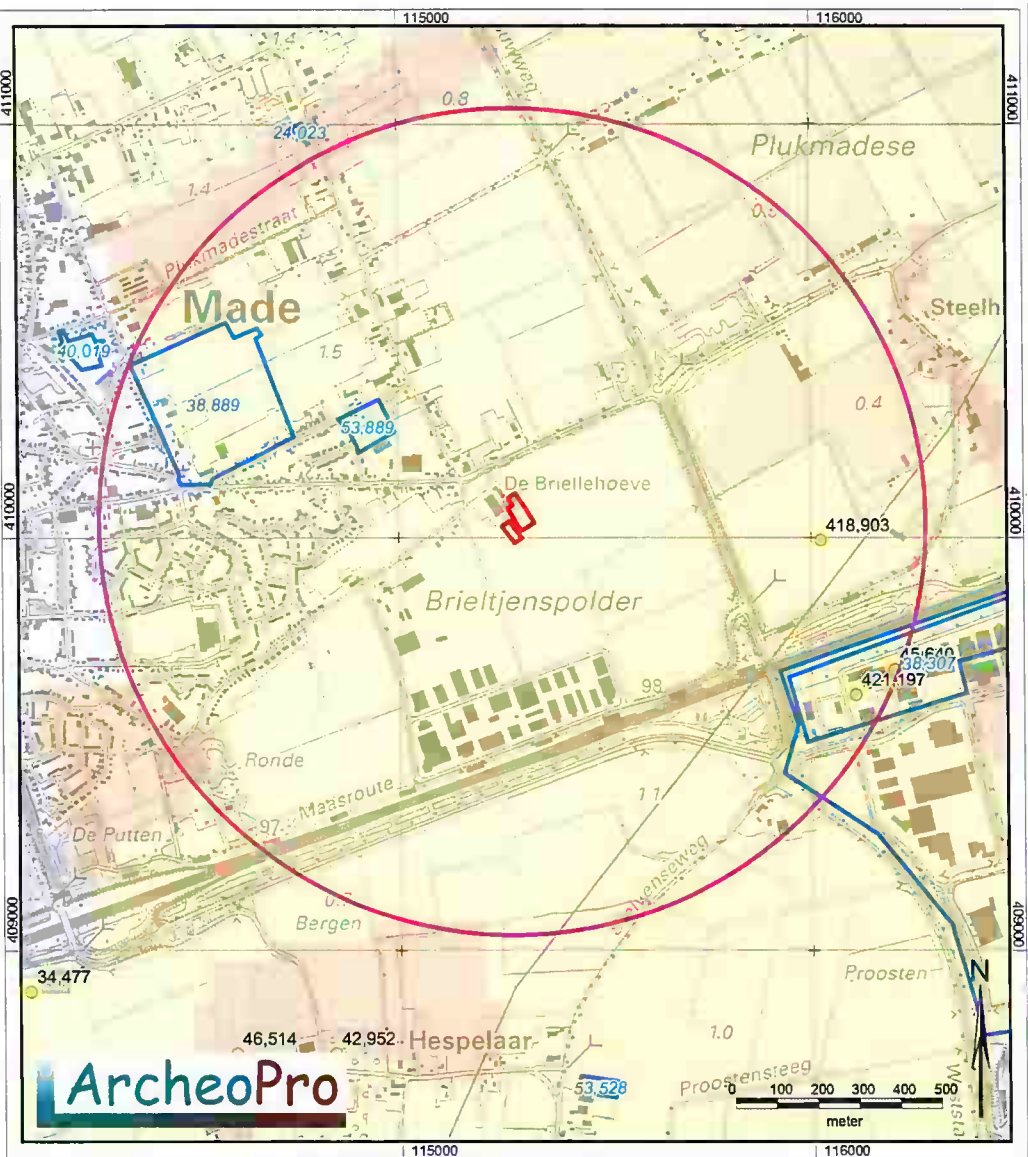 115000
116000
411000
411000
0.8
24,023
Plukmadese
1.4
Plukmadestraat
0.5
Made
Steelh
1.5
40,019
38,889
53,889
0.4
De Briellehoeve
410000
410000
418,903
Brieltjenspolder
45,640
38,307
421,197
98
Ronde
Maasroute
1.1
97
De Putten
Bergen
409000
409000
34,477
Proosten
N
46,514
42,952
Hespelaar
1.0
53,528
Proostensteeg
ArcheoPro
0 100 200 300 400 500
meter
115000
116000